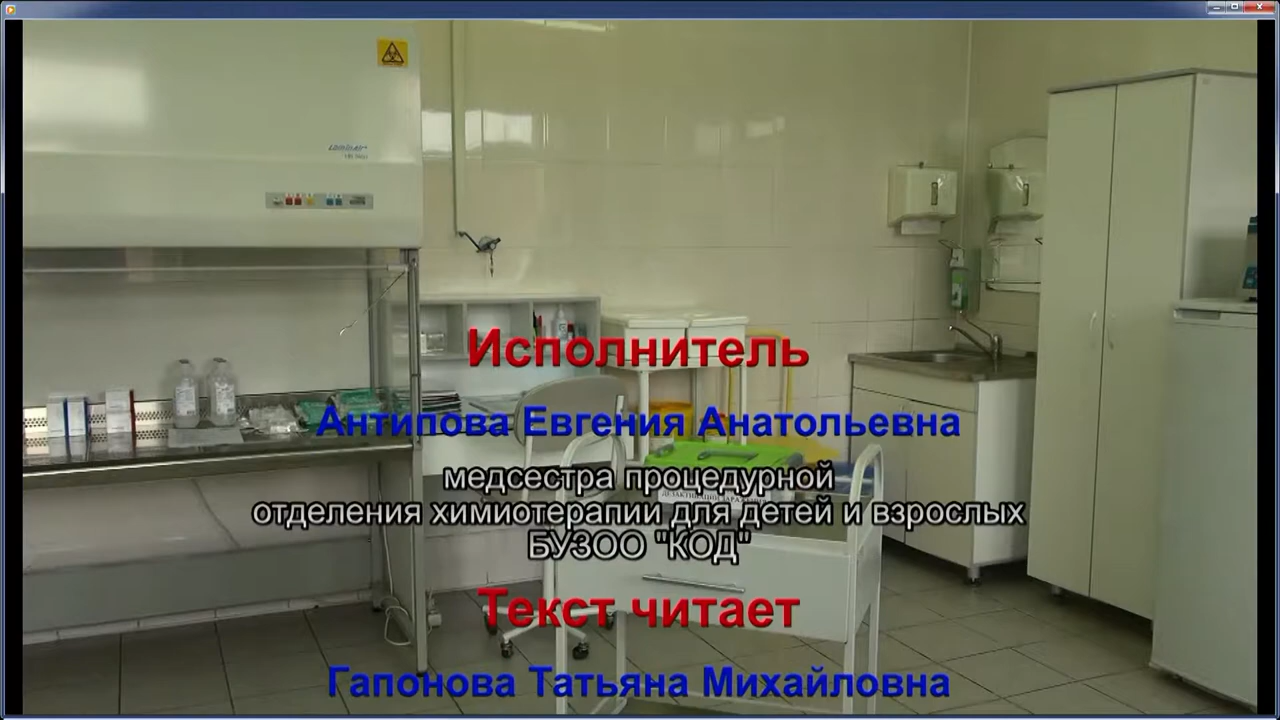 Исполнитель
Антипова Евгения Анатольевна
медсестра процедурной
отделения химиотерапии для детей и взрослых
БУЗОО "КОД"
Текст читает
Гапонова Татьяна Михайловна